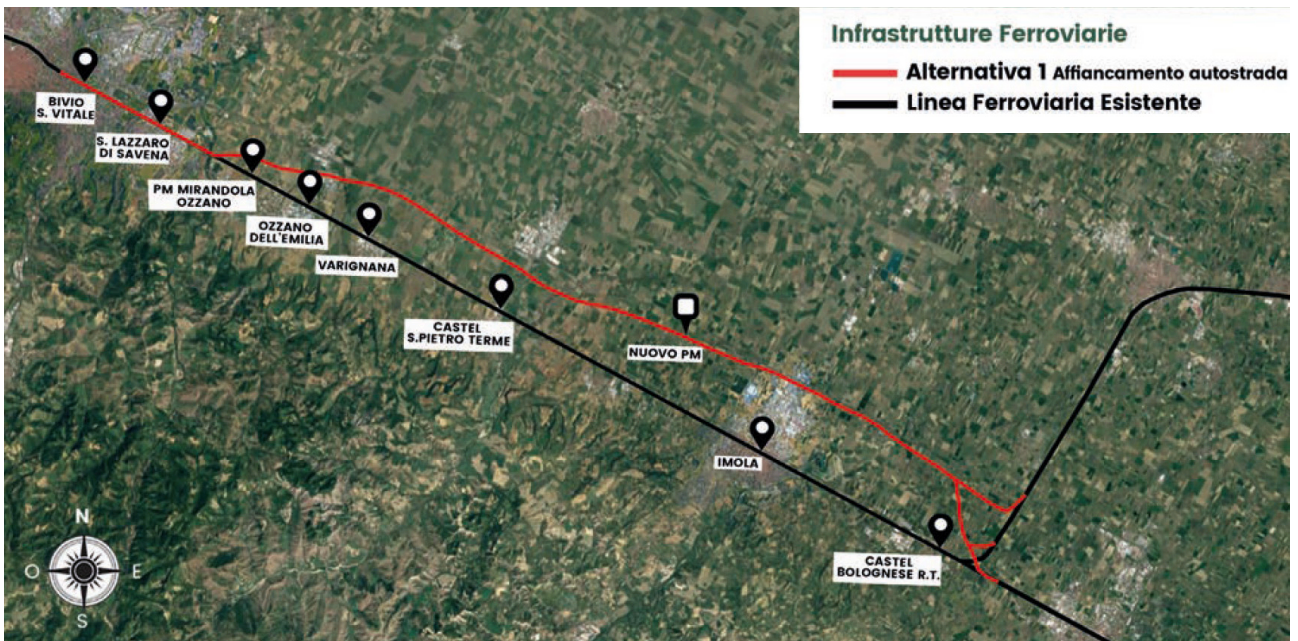 Infrastrutture Ferroviarie
Alternativa 1 Affiancamento autostrada
Linea Ferroviaria Esistente
BIVIO
S. VITALE
S. LAZZARO
DI SAVENA
PM MIRANDOLA
OZZANO
OZZANO
DELL'EMILIA
VARIGNANA
CASTEL
S.PIETRO TERME
NUOVO PM
IMOLA
CASTEL
BOLOGNESE R.T.
N
O
E
S